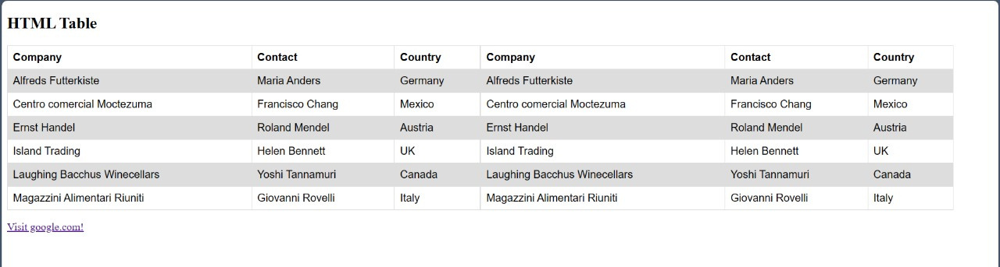 HTML Table
Company Contact Country Company Contact Country
Alfreds Futterkiste Maria Anders Germany Alfreds Futterkiste Maria Anders Germany
Centro comercial Moctezuma Francisco Chang Mexico Centro comercial Moctezuma Francisco Chang Mexico
Ernst Handel Roland Mendel Austria Ernst Handel Roland Mendel Austria
Island Trading Helen Bennett UK Island Trading Helen Bennett UK
Laughing Bacchus Winecellars Yoshi Tannamuri Canada Laughing Bacchus Winecellars Yoshi Tannamuri Canada
Magazzini Alimentari Riuniti Giovanni Rovelli Italy Magazzini Alimentari Riuniti Giovanni Rovelli Italy
Visit google.com!